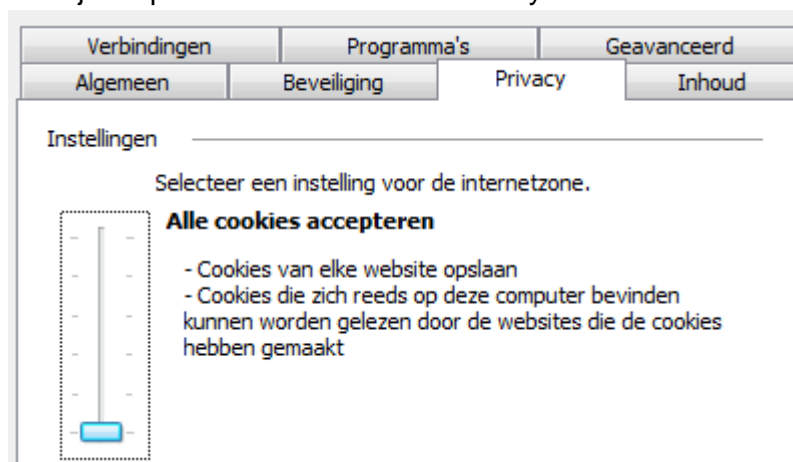 Verbindingen Programma's Geavanceerd
Algemeen Beveiliging Privacy Inhoud
Instellingen
Selecteer een instelling voor de internetzone.
Alle cookies accepteren
- Cookies van elke website opslaan
- Cookies die zich reeds op deze computer bevinden
kunnen worden gelezen door de websites die de cookies
hebben gemaakt